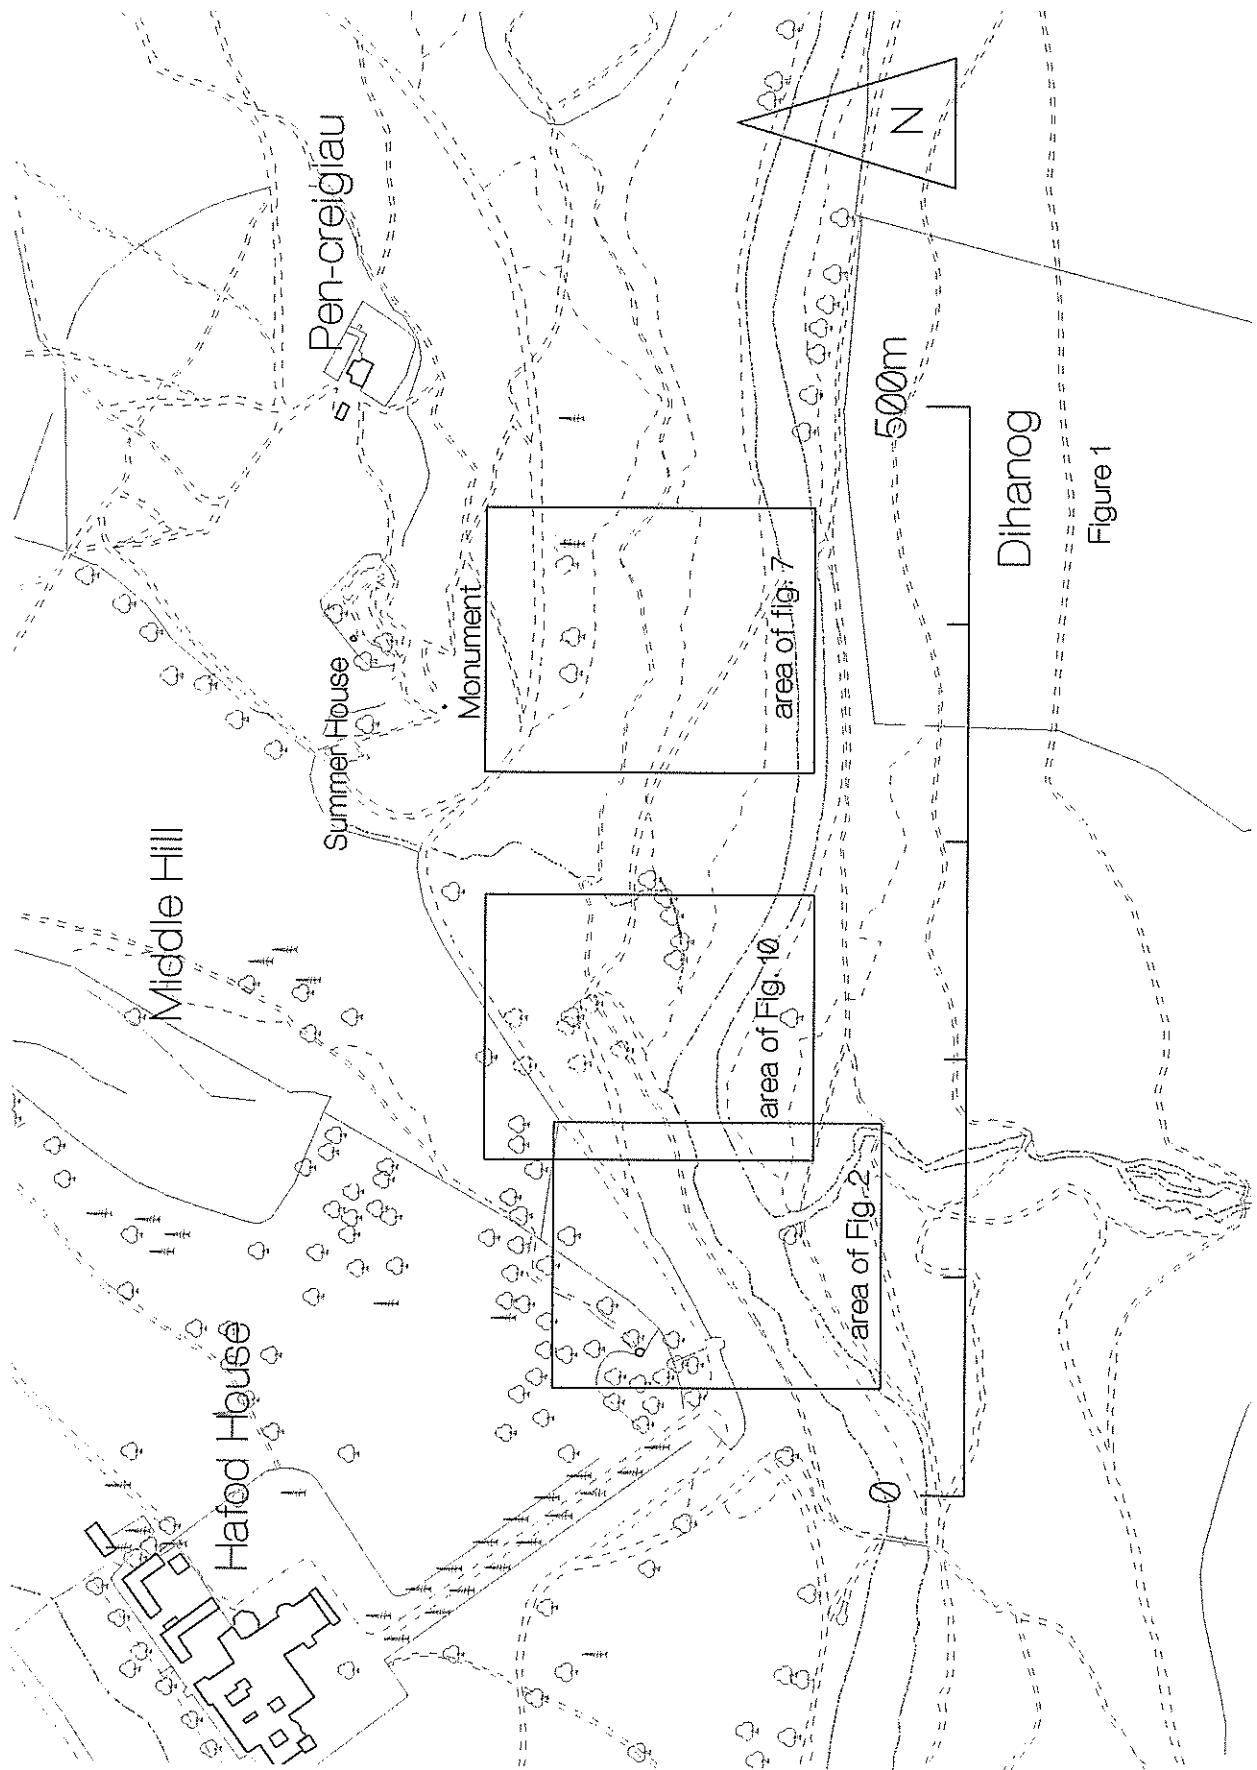 Pen-creigiau
Middle Hill
Hafod House
Summer House
Monument
N
area of fig. 7
area of Fig. 10
area of Fig. 2
0
500m
Dihanog
Figure 1